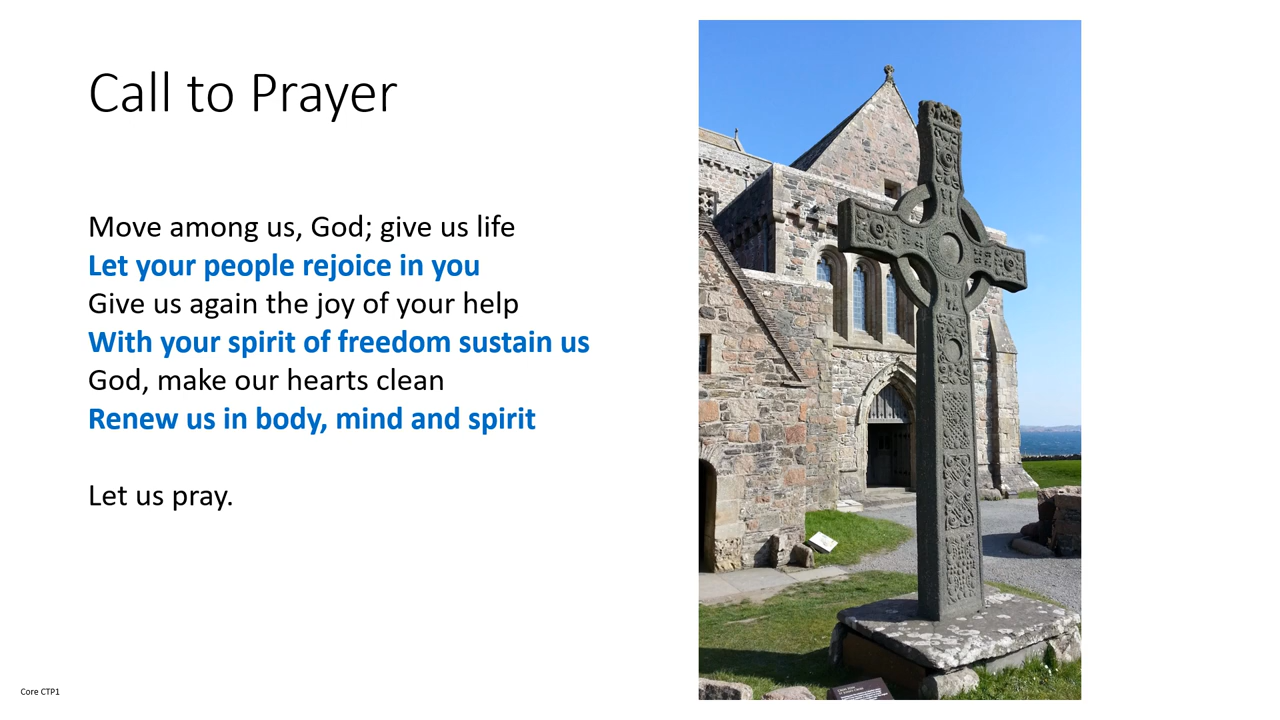 Call to Prayer
Move among us, God; give us life
Let your people rejoice in you
Give us again the joy of your help
With your spirit of freedom sustain us
God, make our hearts clean
Renew us in body, mind and spirit
Let us pray.
Core CTP1